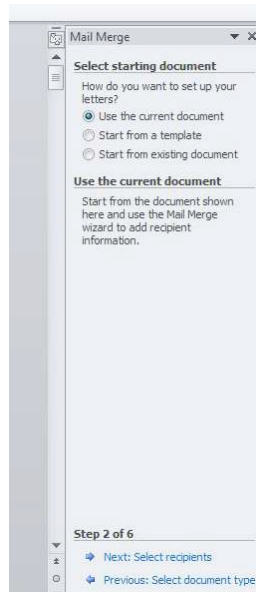 Mail Merge
Select starting document
How do you want to set up your
letters?
Use the current document
Start from a template
Start from existing document
Use the current document
Start from the document shown
here and use the Mail Merge
wizard to add recipient
information.
Step 2 of 6
Next: Select recipients
Previous: Select document type